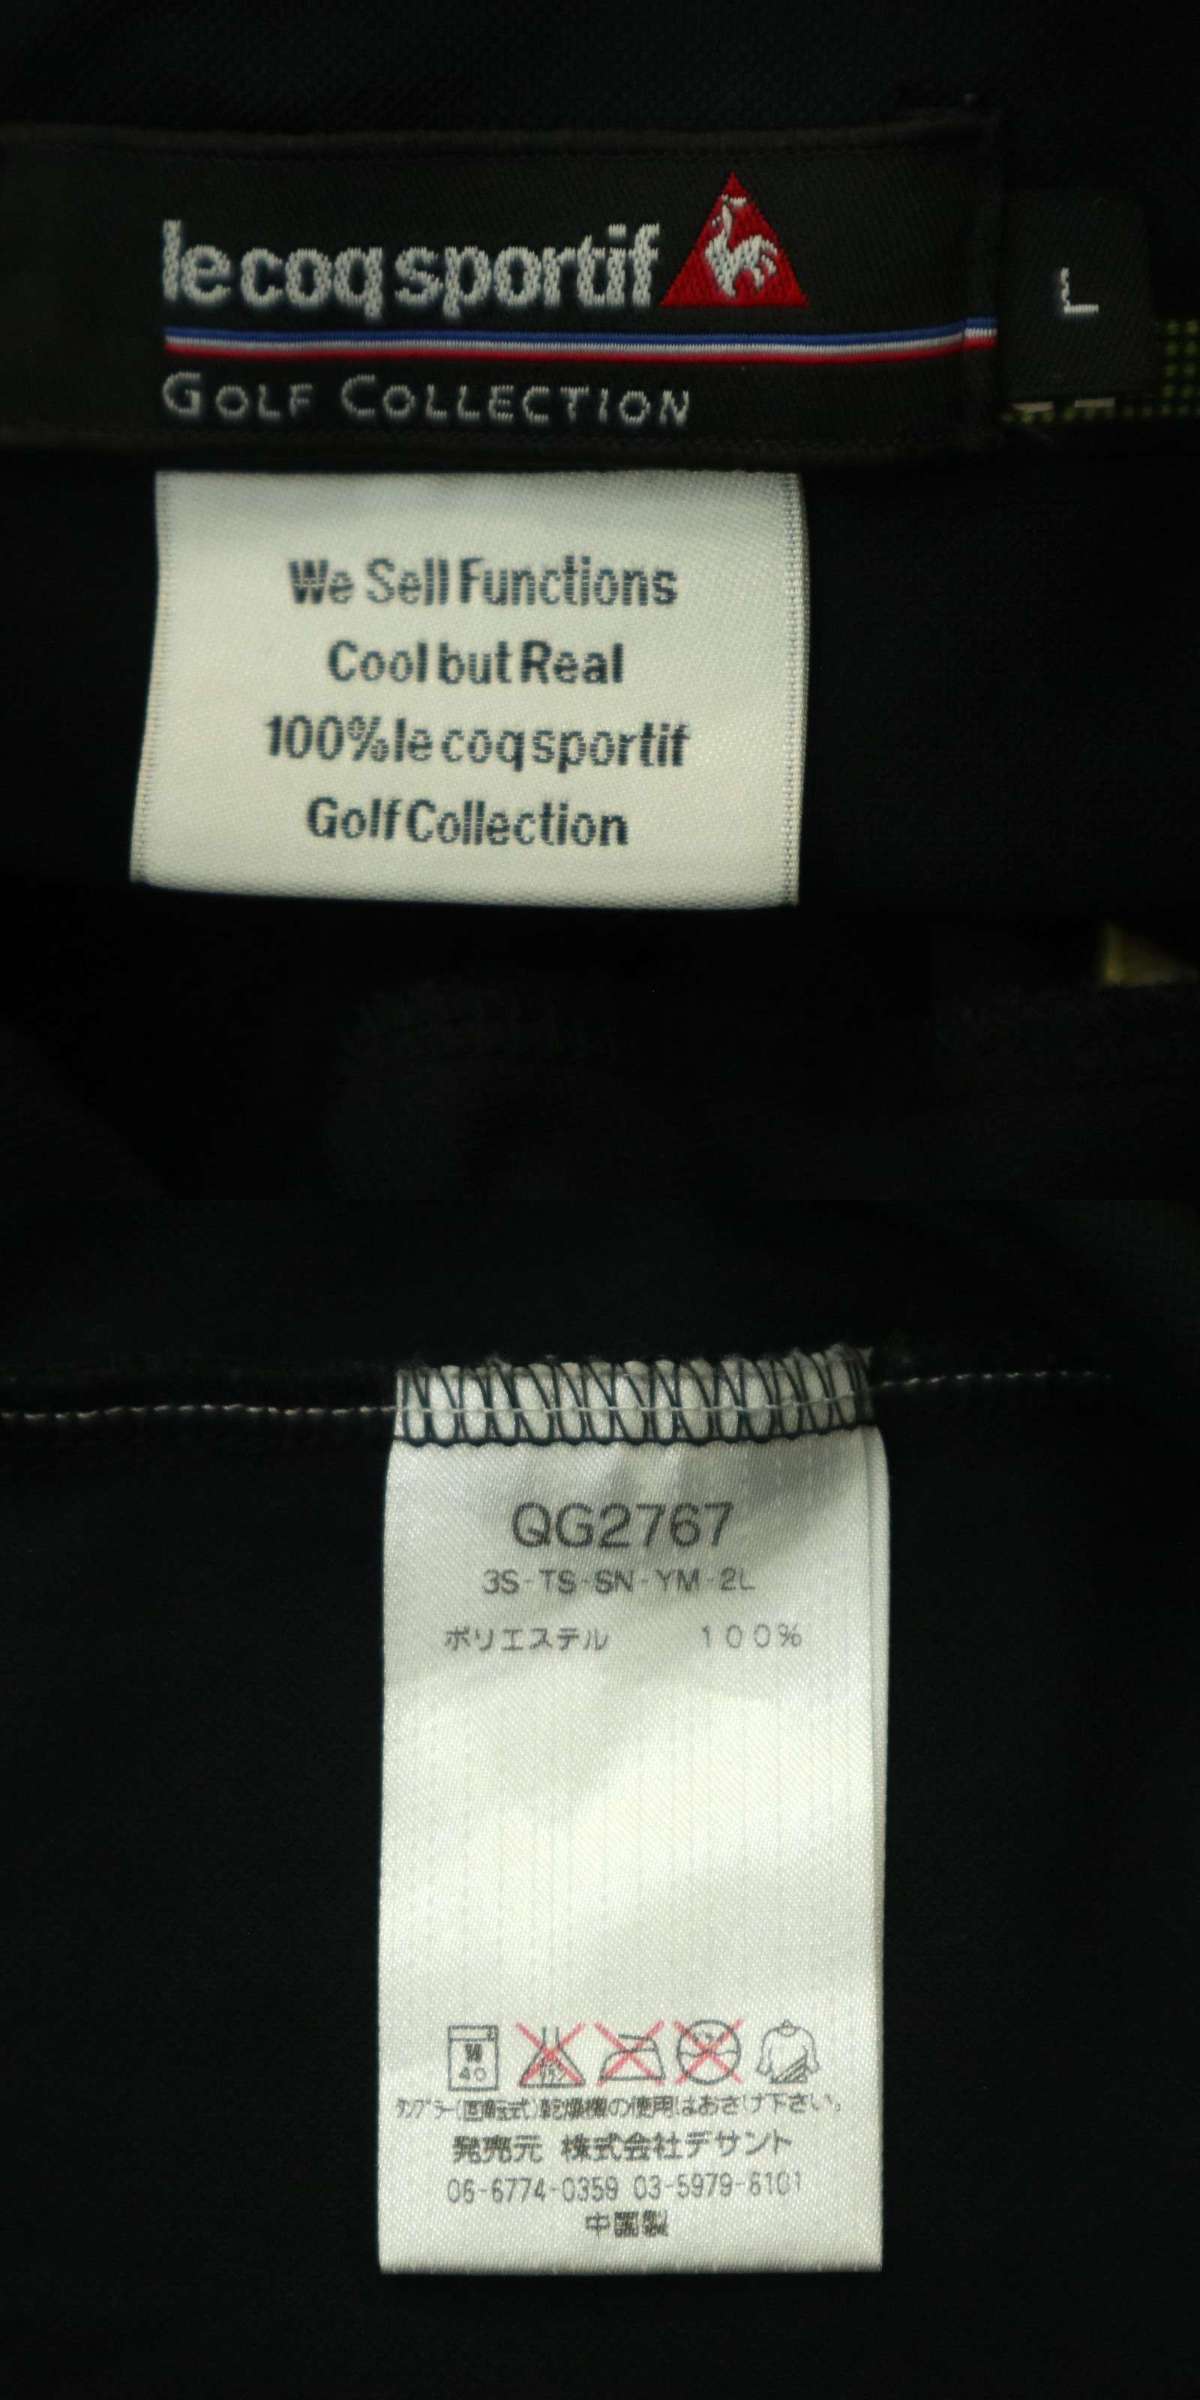 le coq sportif
L
GOLF COLLECTION
We Sell Functions
Cool but Real
100% le coq sportif
Golf Collection
QG2767
3S-TS-SN-YM-2L
ポリエステル 100%
40
タンブラー(回転式)乾燥機の使用はおさけ下さい。
発売元 株式会社デサント
06-6774-0359 03-5979-6101
中国製